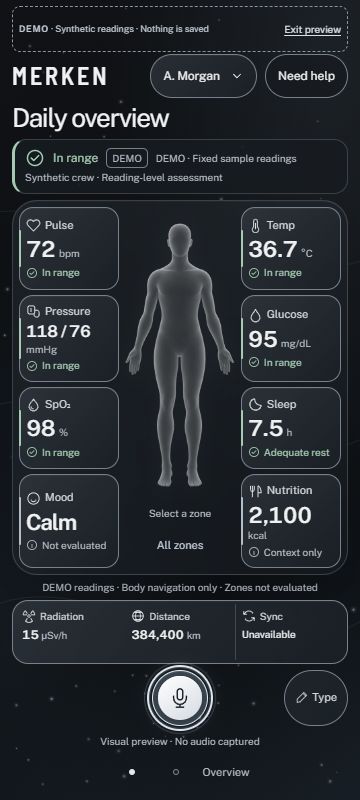 DEMO · Synthetic readings · Nothing is saved
Exit preview
MERKEN
A. Morgan
Need help
Daily overview
In range
DEMO
DEMO · Fixed sample readings
Synthetic crew · Reading-level assessment
Pulse
72 bpm
In range
Temp
36.7 °C
In range
Pressure
118 / 76
mmHg
In range
Glucose
95 mg/dL
In range
SpO₂
98 %
In range
Sleep
7.5 h
Adequate rest
Mood
Calm
Not evaluated
Nutrition
2,100
kcal
Context only
Select a zone
All zones
DEMO readings · Body navigation only · Zones not evaluated
Radiation
15 µSv/h
Distance
384,400 km
Sync
Unavailable
Type
Visual preview · No audio captured
Overview